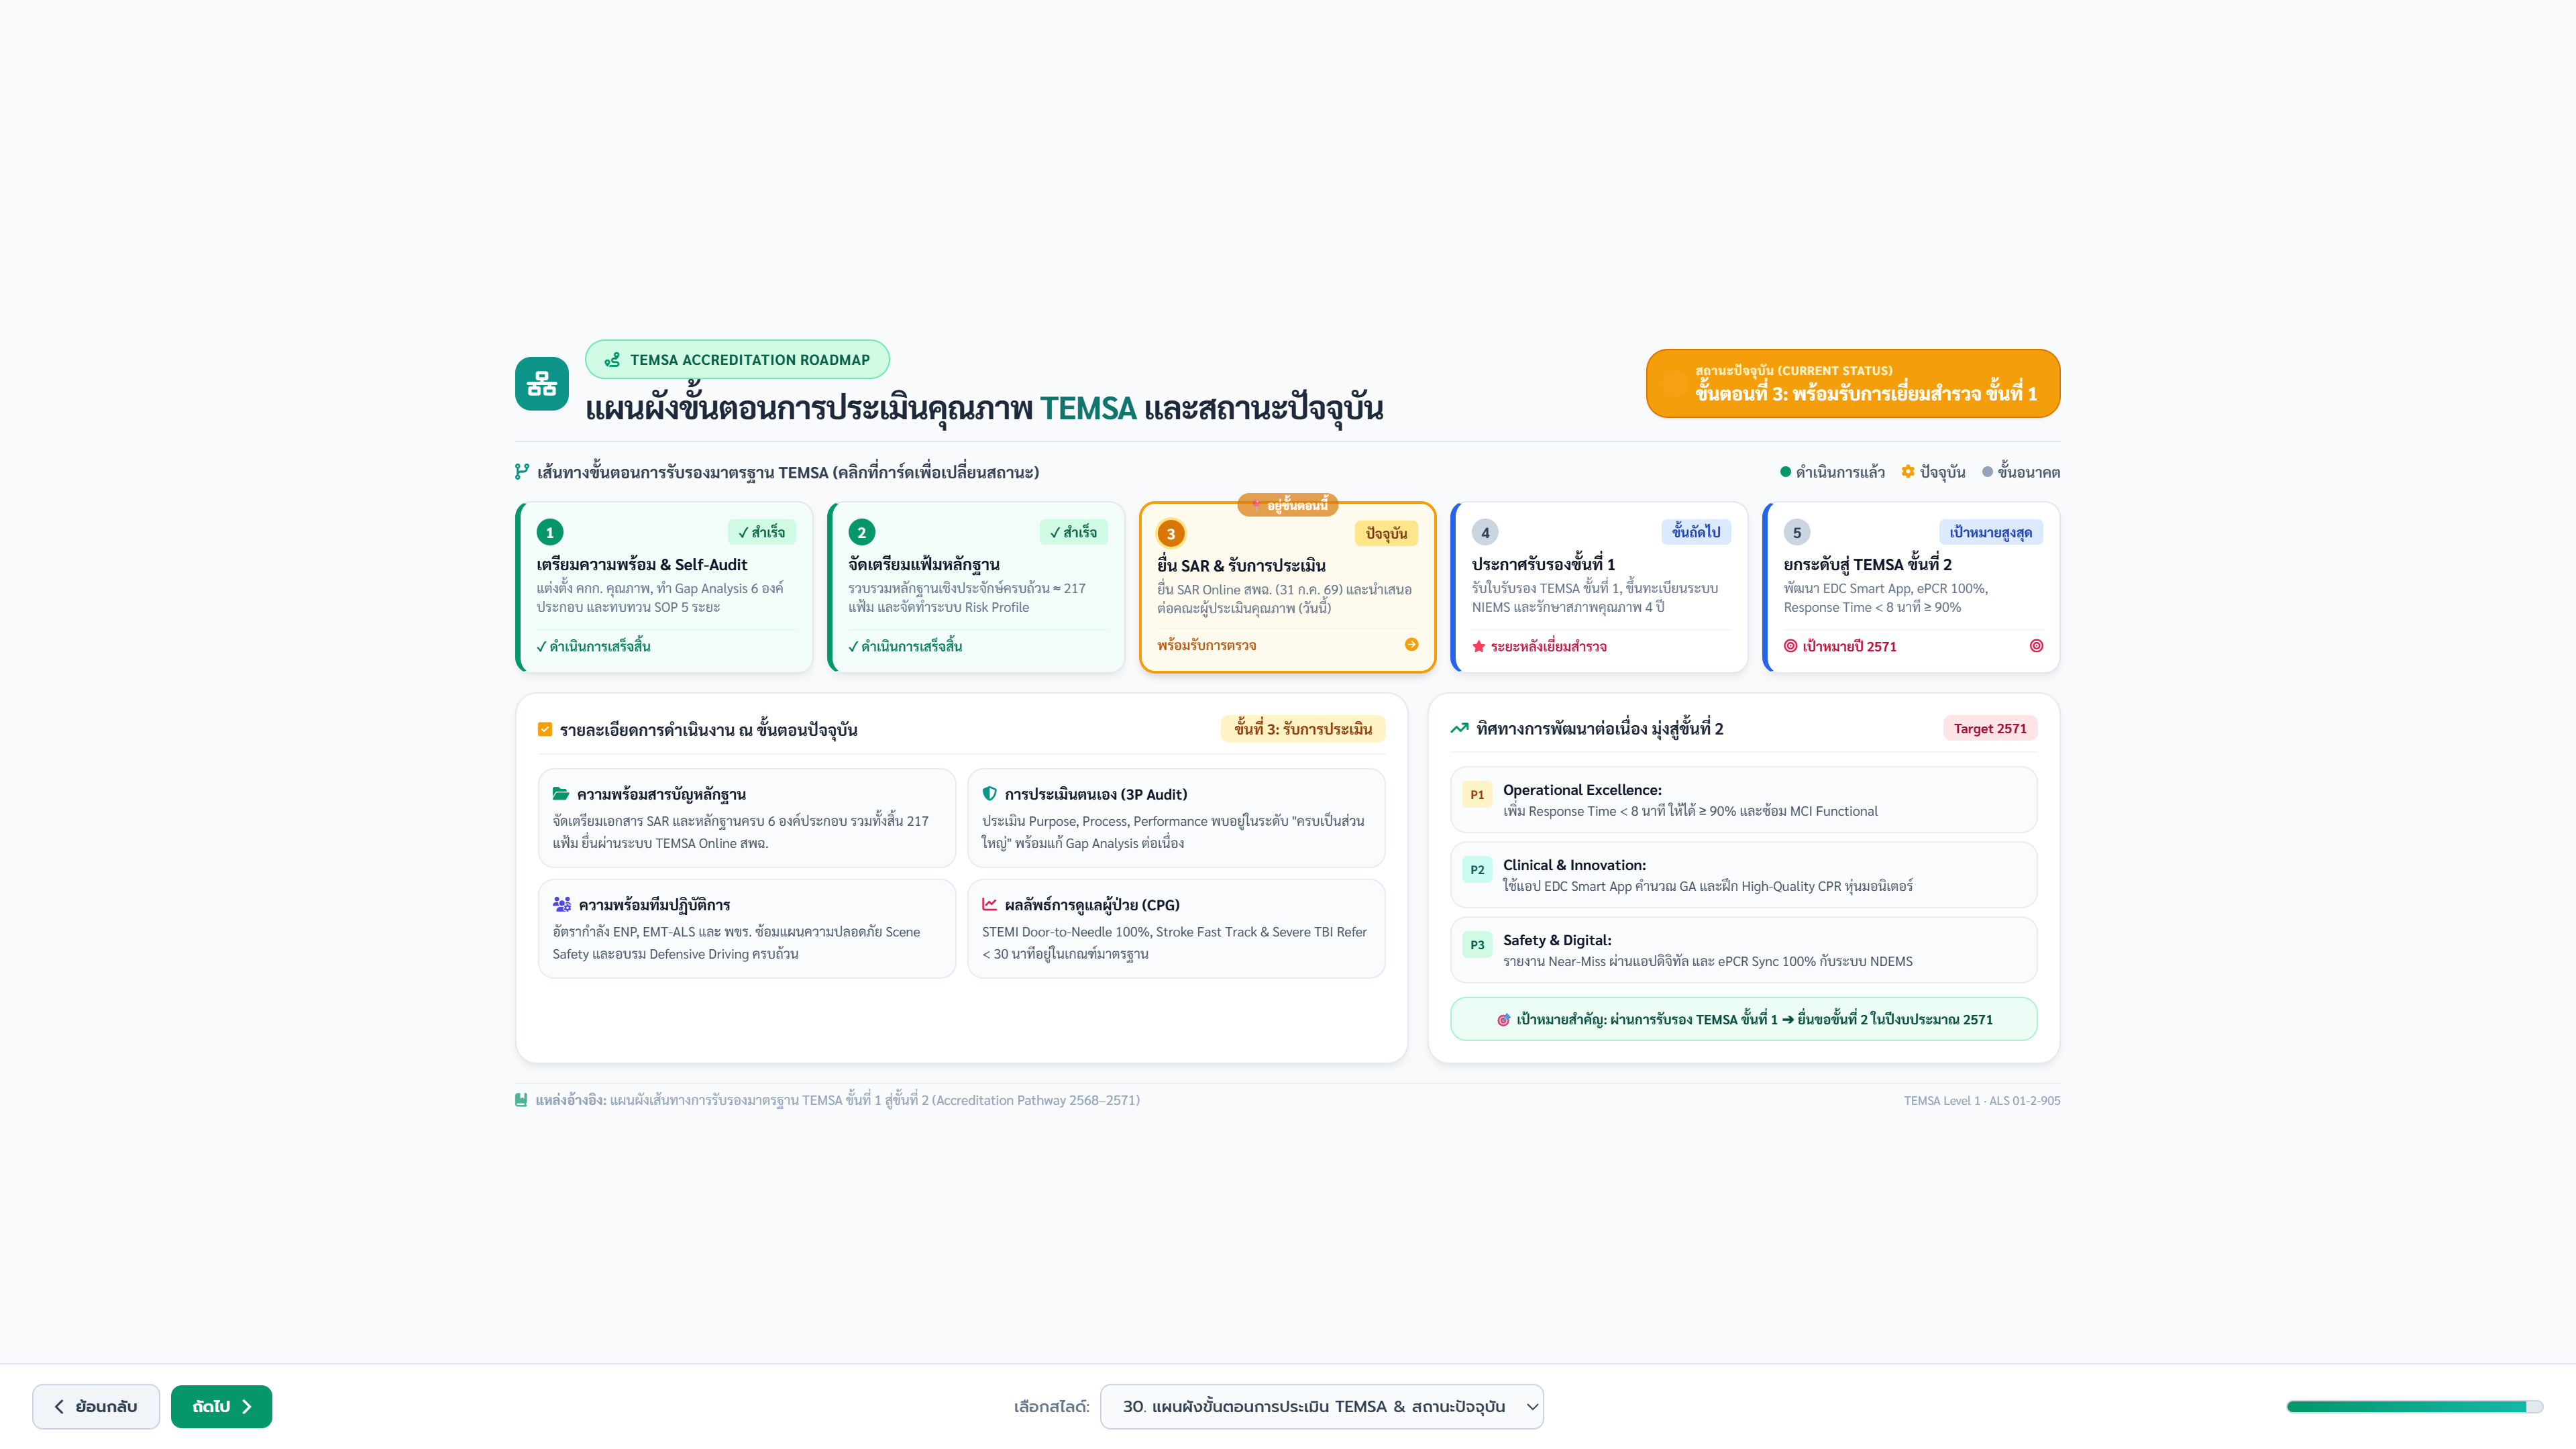 TEMSA ACCREDITATION ROADMAP
แผนผังขั้นตอนการประเมินคุณภาพ TEMSA และสถานะปัจจุบัน
สถานะปัจจุบัน (CURRENT STATUS)
ขั้นตอนที่ 3: พร้อมรับการเยี่ยมสำรวจ ขั้นที่ 1
เส้นทางขั้นตอนการรับรองมาตรฐาน TEMSA (คลิกที่การ์ดเพื่อเปลี่ยนสถานะ)
ดำเนินการแล้ว ปัจจุบัน ขั้นอนาคต
1 ✓ สำเร็จ
เตรียมความพร้อม & Self-Audit
แต่งตั้ง คกก. คุณภาพ, ทำ Gap Analysis 6 องค์
ประกอบ และทบทวน SOP 5 ระยะ
✓ ดำเนินการเสร็จสิ้น
2 ✓ สำเร็จ
จัดเตรียมแฟ้มหลักฐาน
รวบรวมหลักฐานเชิงประจักษ์ครบถ้วน ≈ 217
แฟ้ม และจัดทำระบบ Risk Profile
✓ ดำเนินการเสร็จสิ้น
📍 อยู่ขั้นตอนนี้
3 ปัจจุบัน
ยื่น SAR & รับการประเมิน
ยื่น SAR Online สพฉ. (31 ก.ค. 69) และนำเสนอ
ต่อคณะผู้ประเมินคุณภาพ (วันนี้)
พร้อมรับการตรวจ
4 ขั้นถัดไป
ประกาศรับรองขั้นที่ 1
รับใบรับรอง TEMSA ขั้นที่ 1, ขึ้นทะเบียนระบบ
NIEMS และรักษาสภาพคุณภาพ 4 ปี
ระยะหลังเยี่ยมสำรวจ
5 เป้าหมายสูงสุด
ยกระดับสู่ TEMSA ขั้นที่ 2
พัฒนา EDC Smart App, ePCR 100%,
Response Time < 8 นาที ≥ 90%
เป้าหมายปี 2571
รายละเอียดการดำเนินงาน ณ ขั้นตอนปัจจุบัน
ขั้นที่ 3: รับการประเมิน
ความพร้อมสารบัญหลักฐาน
จัดเตรียมเอกสาร SAR และหลักฐานครบ 6 องค์ประกอบ รวมทั้งสิ้น 217
แฟ้ม ยื่นผ่านระบบ TEMSA Online สพฉ.
การประเมินตนเอง (3P Audit)
ประเมิน Purpose, Process, Performance พบอยู่ในระดับ "ครบเป็นส่วน
ใหญ่" พร้อมแก้ Gap Analysis ต่อเนื่อง
ความพร้อมทีมปฏิบัติการ
อัตรากำลัง ENP, EMT-ALS และ พขร. ซ้อมแผนความปลอดภัย Scene
Safety และอบรม Defensive Driving ครบถ้วน
ผลลัพธ์การดูแลผู้ป่วย (CPG)
STEMI Door-to-Needle 100%, Stroke Fast Track & Severe TBI Refer
< 30 นาทีอยู่ในเกณฑ์มาตรฐาน
ทิศทางการพัฒนาต่อเนื่อง มุ่งสู่ขั้นที่ 2
Target 2571
P1 Operational Excellence:
เพิ่ม Response Time < 8 นาที ให้ได้ ≥ 90% และซ้อม MCI Functional
P2 Clinical & Innovation:
ใช้แอป EDC Smart App คำนวณ GA และฝึก High-Quality CPR หุ่นมอนิเตอร์
P3 Safety & Digital:
รายงาน Near-Miss ผ่านแอปดิจิทัล และ ePCR Sync 100% กับระบบ NDEMS
🎯 เป้าหมายสำคัญ: ผ่านการรับรอง TEMSA ขั้นที่ 1 ➔ ยื่นขอขั้นที่ 2 ในปีงบประมาณ 2571
แหล่งอ้างอิง: แผนผังเส้นทางการรับรองมาตรฐาน TEMSA ขั้นที่ 1 สู่ขั้นที่ 2 (Accreditation Pathway 2568–2571)
TEMSA Level 1 · ALS 01-2-905
ย้อนกลับ
ถัดไป
เลือกสไลด์:
30. แผนผังขั้นตอนการประเมิน TEMSA & สถานะปัจจุบัน